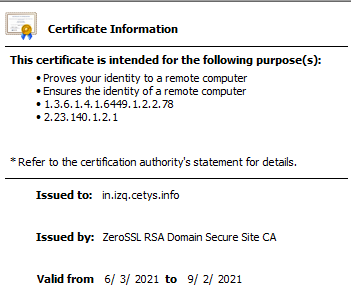 Certificate Information
This certificate is intended for the following purpose(s):
• Proves your identity to a remote computer
• Ensures the identity of a remote computer
• 1.3.6.1.4.1.6449.1.2.2.78
• 2.23.140.1.2.1
* Refer to the certification authority's statement for details.
Issued to: in.izq.cetys.info
Issued by: ZeroSSL RSA Domain Secure Site CA
Valid from 6/ 3/ 2021 to 9/ 2/ 2021